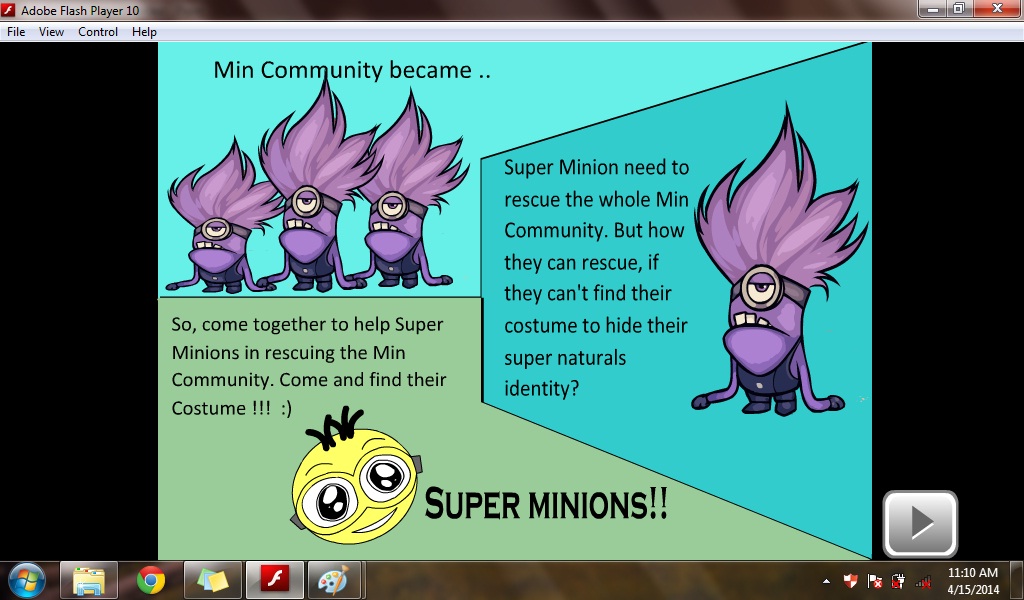 Adobe Flash Player 10
File View Control Help
Min Community became ..
Super Minion need to
rescue the whole Min
Community. But how
they can rescue, if
they can't find their
costume to hide their
super naturals
identity?
So, come together to help Super
Minions in rescuing the Min
Community. Come and find their
Costume !!! :)
SUPER MINIONS!!
11:10 AM
4/15/2014